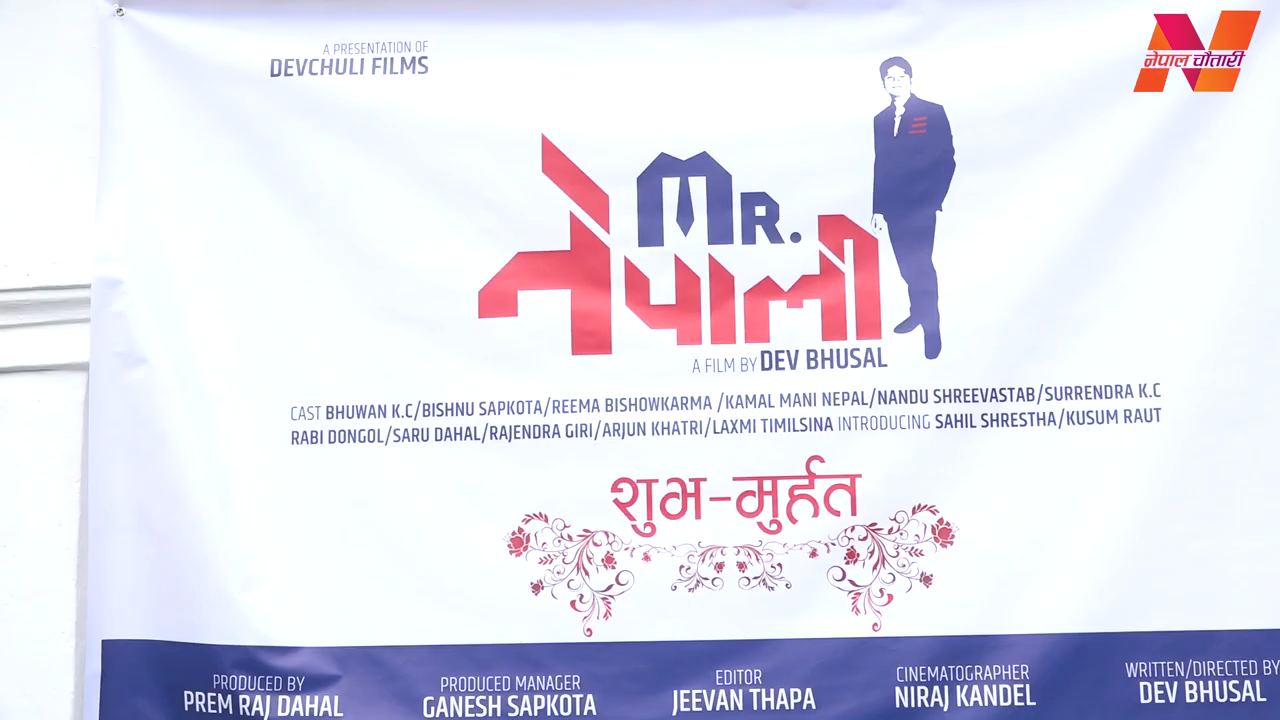 A PRESENTATION OF
DEVCHULI FILMS
नेपाल चौतारी
MR.
नेपाली
A FILM BY DEV BHUSAL
CAST BHUWAN K.C/BISHNU SAPKOTA/REEMA BISHOWKARMA /KAMAL MANI NEPAL/NANDU SHREEVASTAB/SURRENDRA K.C
RABI DONGOL/SARU DAHAL/RAJENDRA GIRI/ARJUN KHATRI/LAXMI TIMILSINA INTRODUCING SAHIL SHRESTHA/KUSUM RAUT
शुभ-मुर्हत
PRODUCED BY
PREM RAJ DAHAL
PRODUCED MANAGER
GANESH SAPKOTA
EDITOR
JEEVAN THAPA
CINEMATOGRAPHER
NIRAJ KANDEL
WRITTEN/DIRECTED BY
DEV BHUSAL